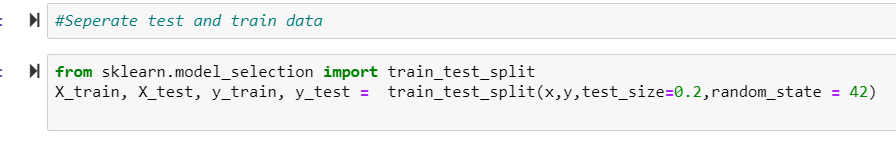 #Seperate test and train data
from sklearn.model_selection import train_test_split
X_train, X_test, y_train, y_test =  train_test_split(x,y,test_size=0.2,random_state = 42)